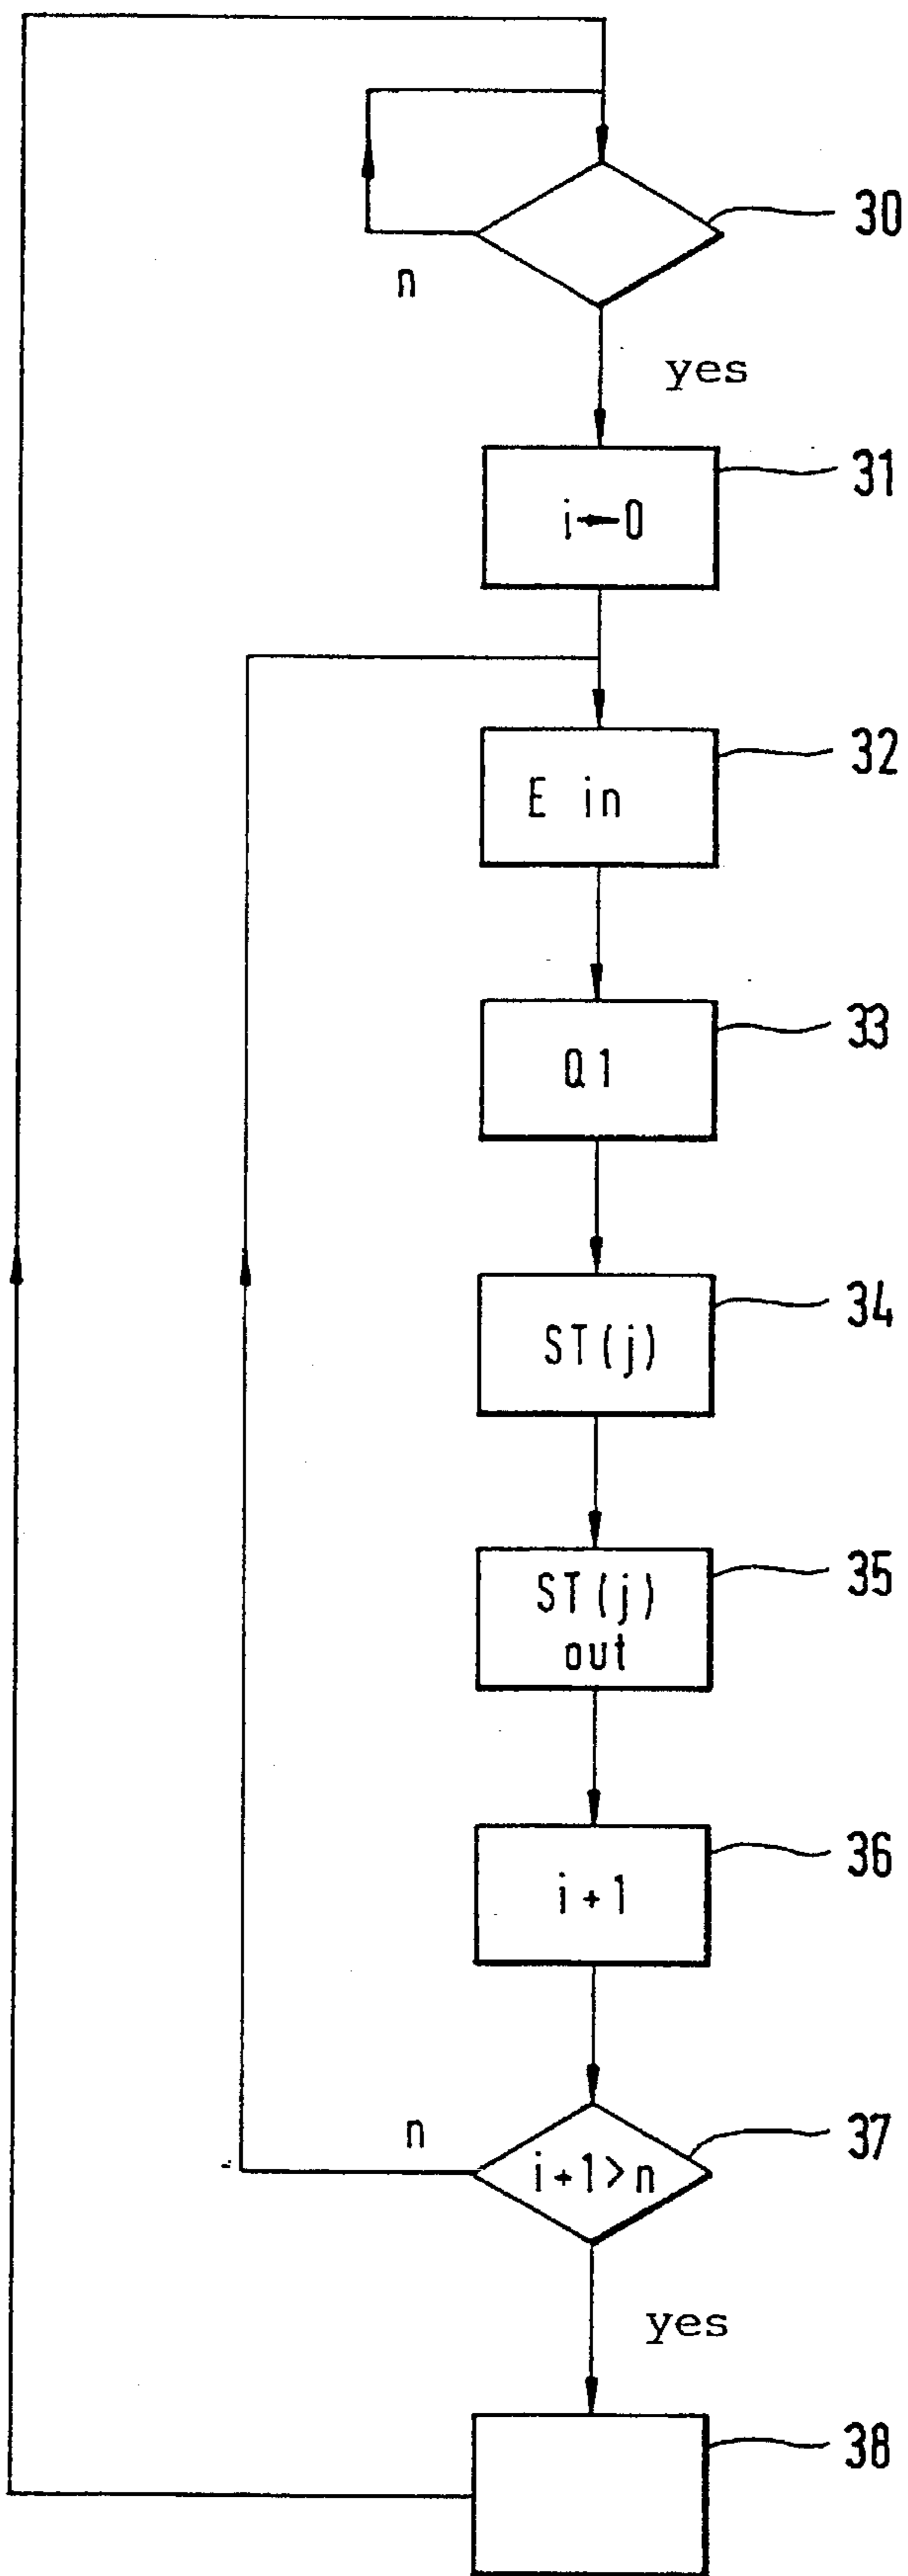 30
n
yes
31
i←0
32
E in
33
Q1
34
ST(j)
35
ST(j)
out
36
i+1
37
n
i+1>n
yes
38